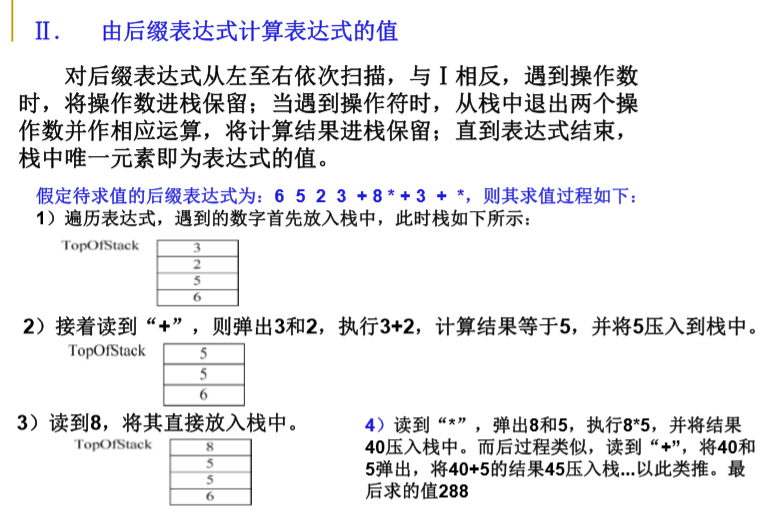 Ⅱ. 由后缀表达式计算表达式的值
对后缀表达式从左至右依次扫描，与Ⅰ相反，遇到操作数
时，将操作数进栈保留；当遇到操作符时，从栈中退出两个操
作数并作相应运算，将计算结果进栈保留；直到表达式结束，
栈中唯一元素即为表达式的值。
假定待求值的后缀表达式为：6 5 2 3 + 8 * + 3 + *，则其求值过程如下：
1）遍历表达式，遇到的数字首先放入栈中，此时栈如下所示：
TopOfStack 3
2
5
6
2）接着读到“+”，则弹出3和2，执行3+2，计算结果等于5，并将5压入到栈中。
TopOfStack 5
5
6
3）读到8，将其直接放入栈中。
TopOfStack 8
5
5
6
4）读到“*”，弹出8和5，执行8*5，并将结果
40压入栈中。而后过程类似，读到“+”，将40和
5弹出，将40+5的结果45压入栈...以此类推。最
后求的值288